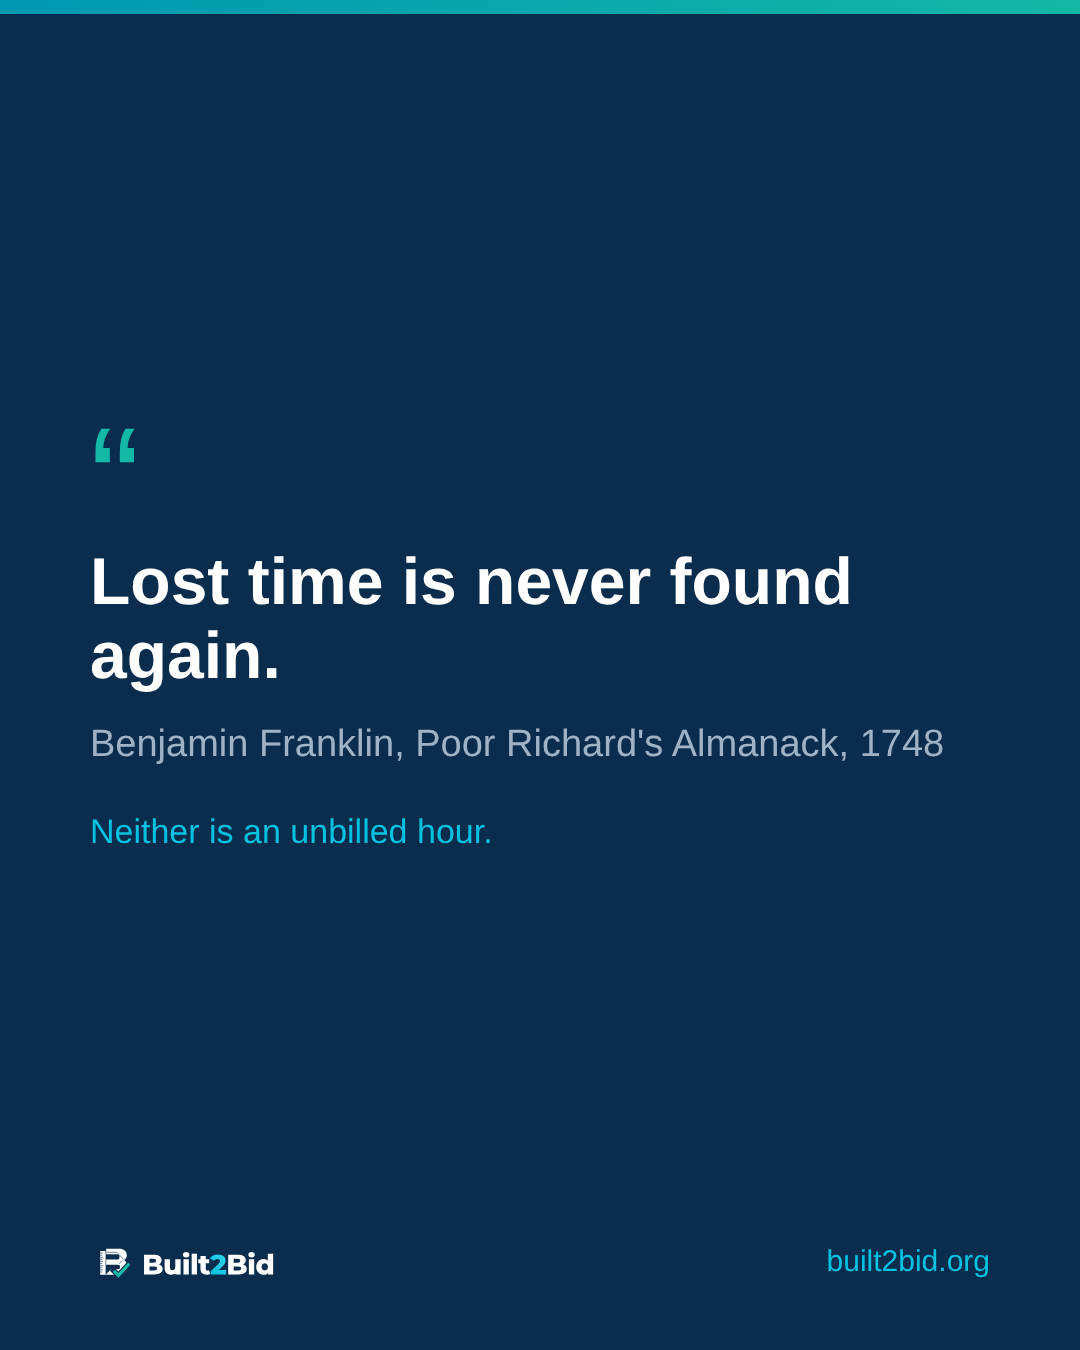 “
Lost time is never found
again.
Benjamin Franklin, Poor Richard's Almanack, 1748
Neither is an unbilled hour.
Built2Bid
built2bid.org